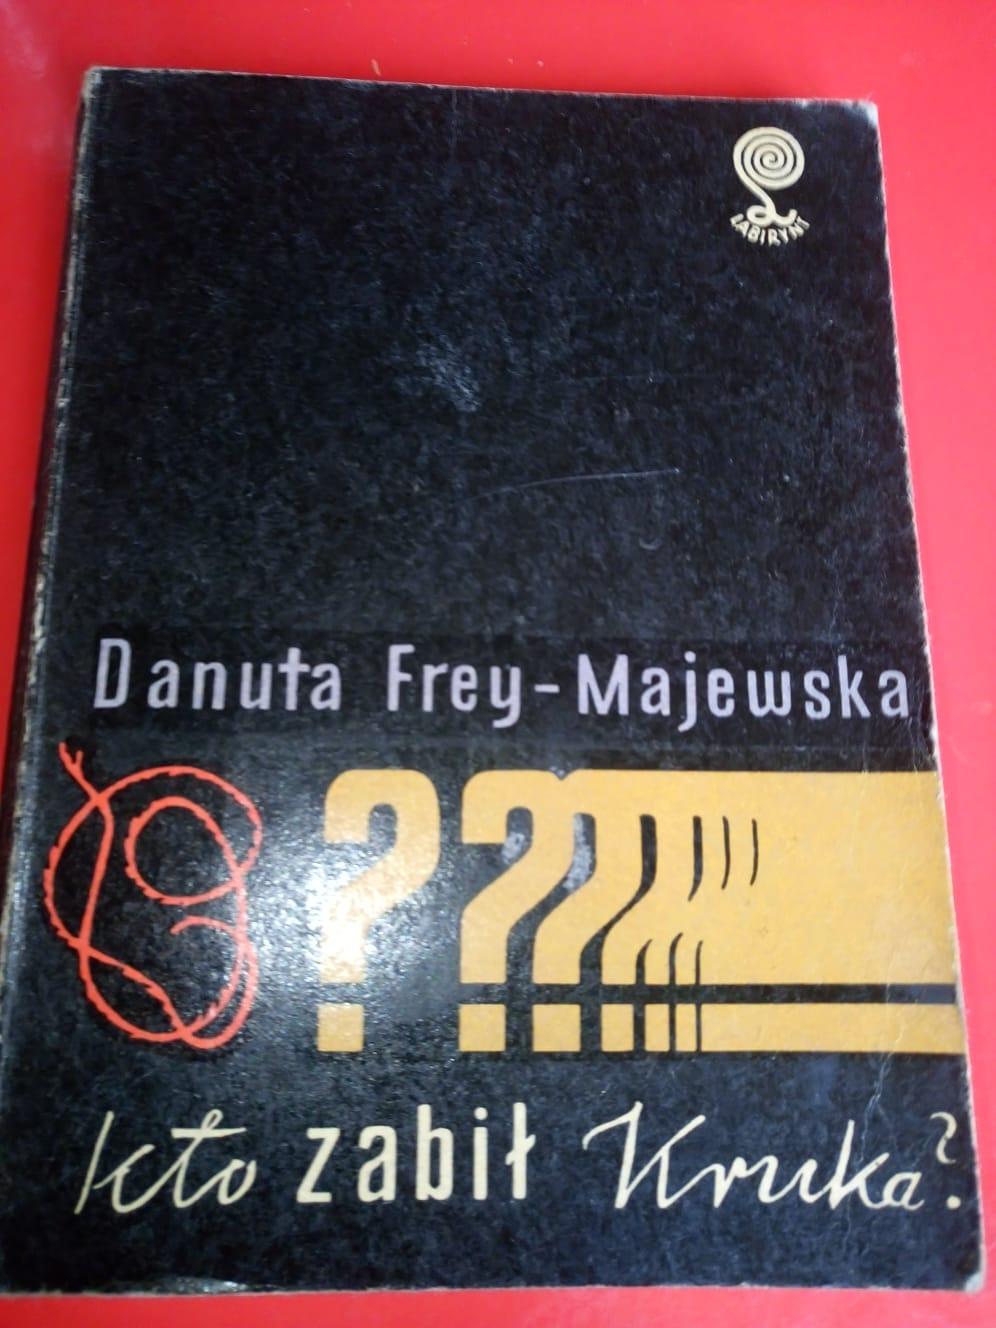 LABIRYNT
Danuta Frey-Majewska
???
kto zabił Kruka?